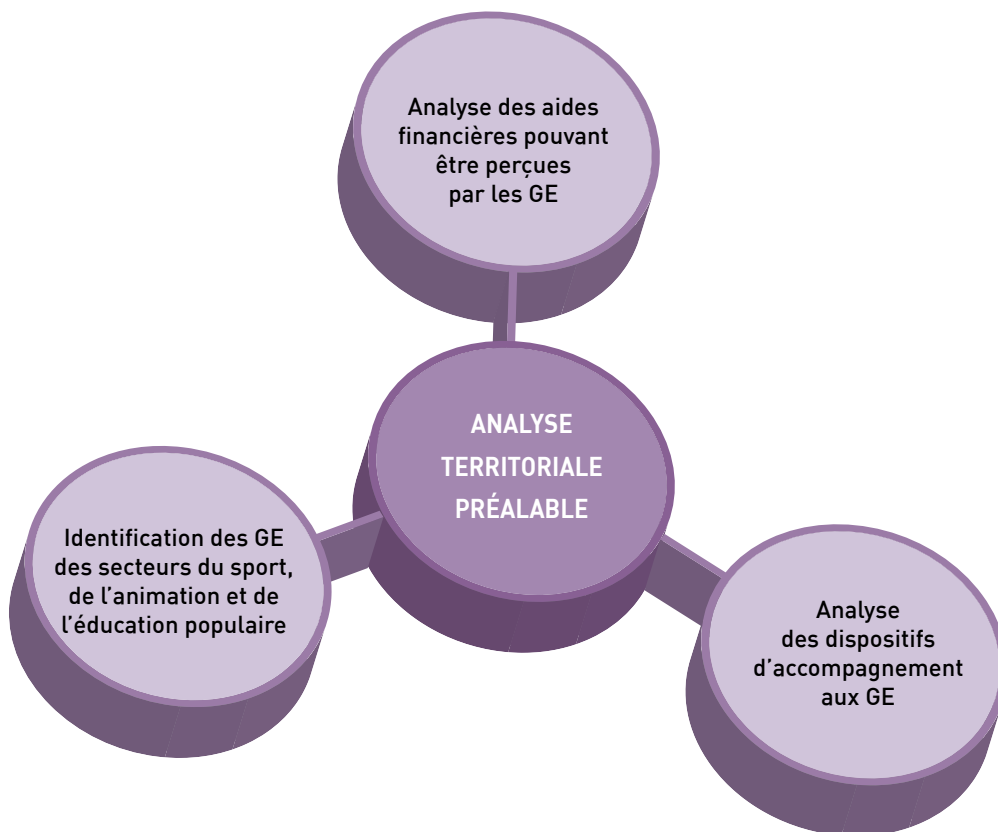 Analyse des aides
financières pouvant
être perçues
par les GE
ANALYSE
TERRITORIALE
PRÉALABLE
Identification des GE
des secteurs du sport,
de l'animation et de
l'éducation populaire
Analyse
des dispositifs
d'accompagnement
aux GE